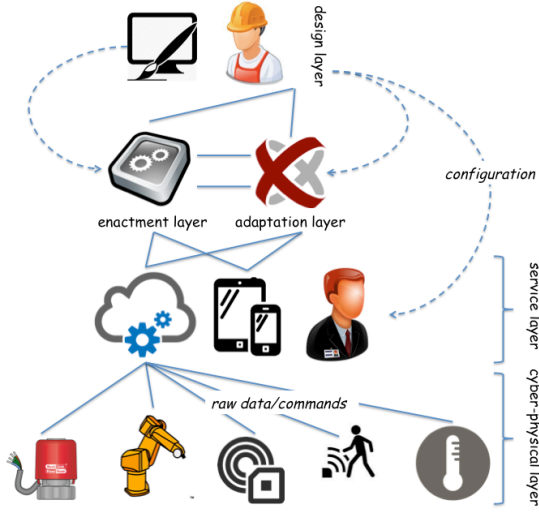 design layer
configuration
enactment layer
adaptation layer
service layer
raw data/commands
cyber-physical layer